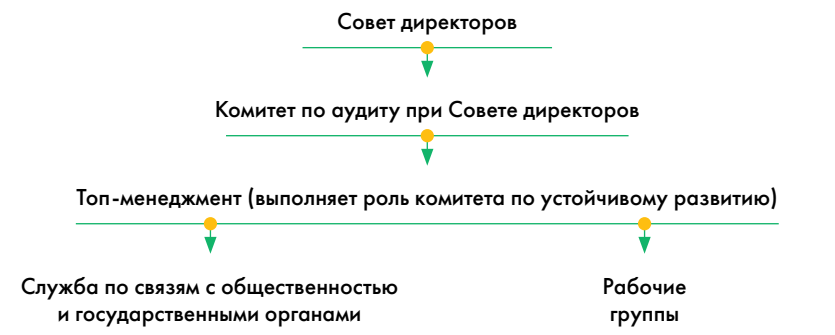 Совет директоров
Комитет по аудиту при Совете директоров
Топ-менеджмент (выполняет роль комитета по устойчивому развитию)
Служба по связям с общественностью
и государственными органами
Рабочие
группы